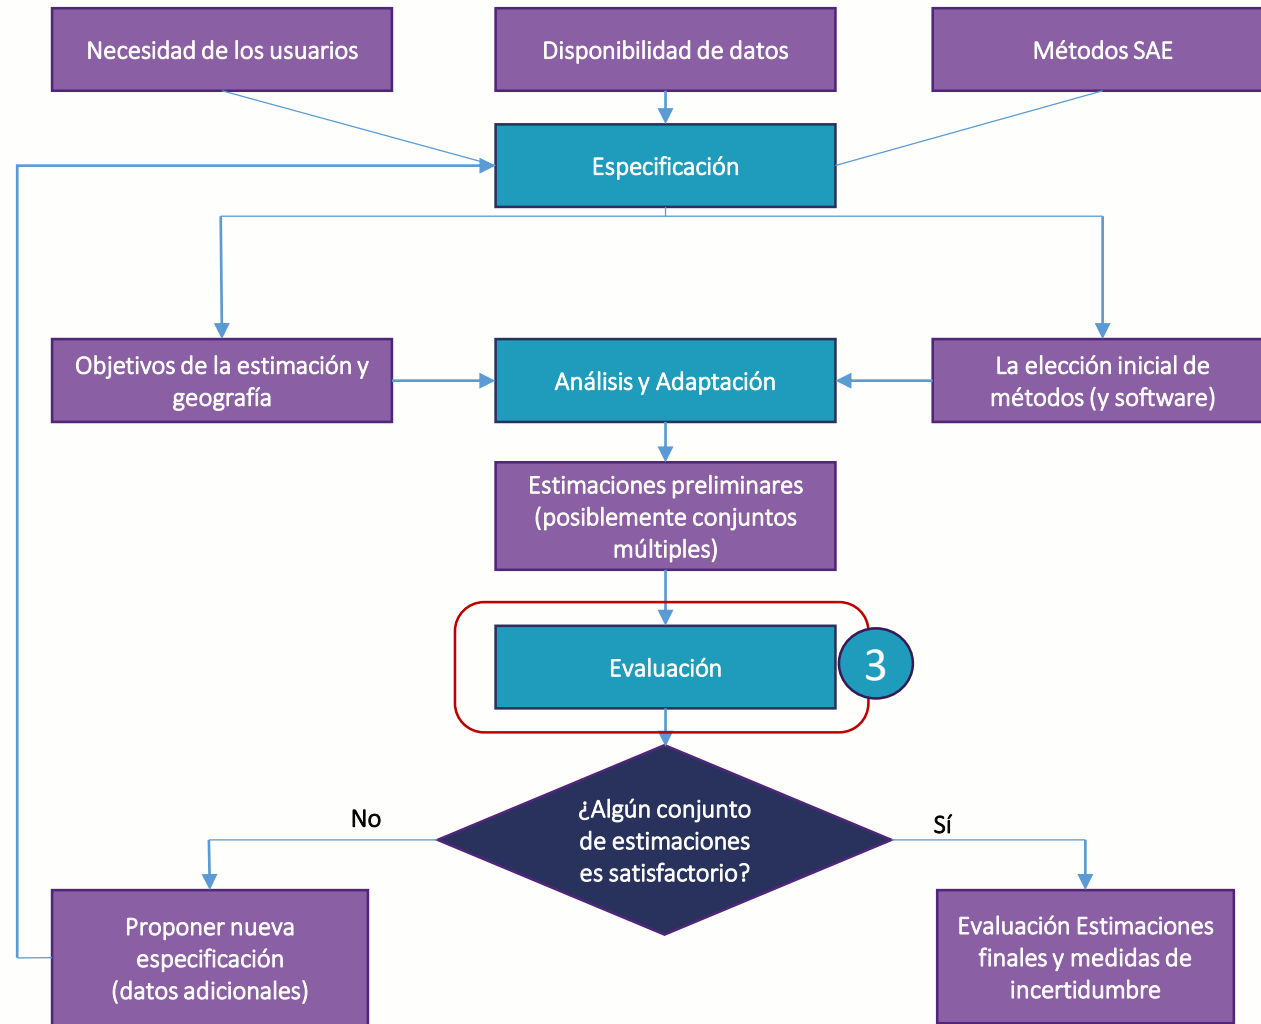 Necesidad de los usuarios
Disponibilidad de datos
Métodos SAE
Especificación
Objetivos de la estimación y
geografía
Análisis y Adaptación
La elección inicial de
métodos (y software)
Estimaciones preliminares
(posiblemente conjuntos
múltiples)
Evaluación
3
¿Algún conjunto
de estimaciones
es satisfactorio?
No
Sí
Proponer nueva
especificación
(datos adicionales)
Evaluación Estimaciones
finales y medidas de
incertidumbre